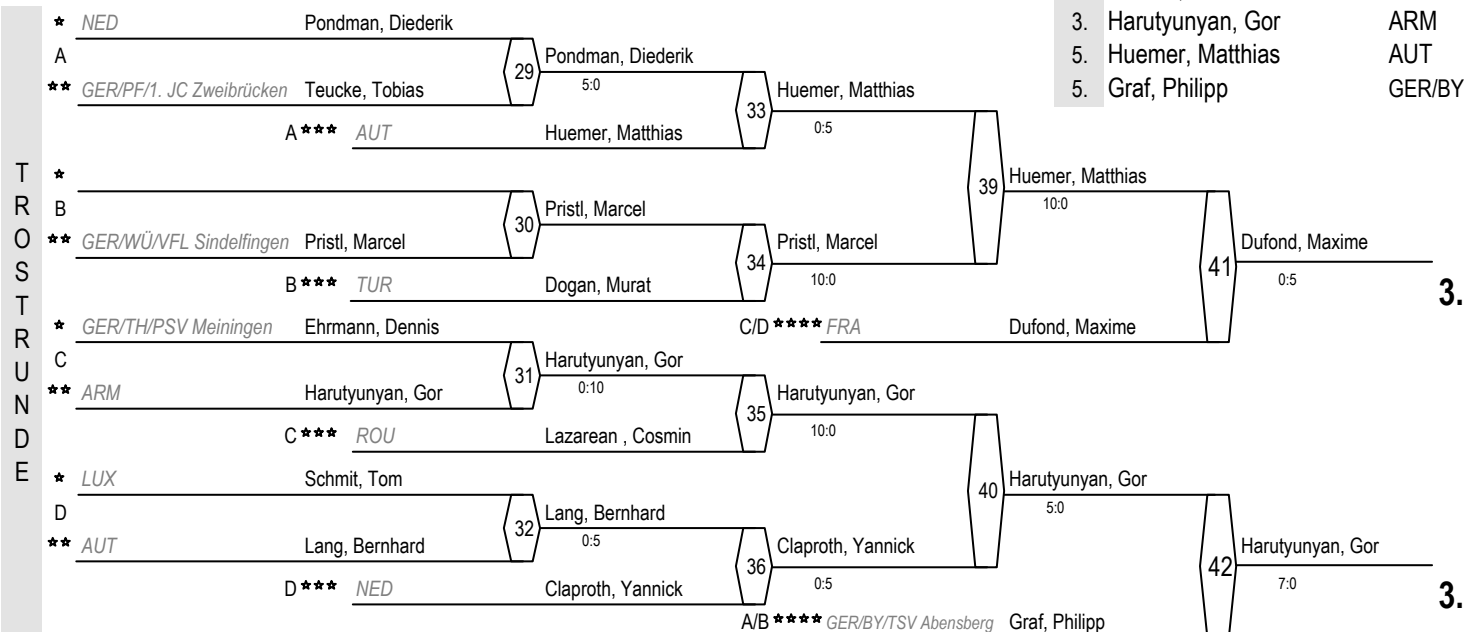 3. Harutyunyan, Gor ARM
5. Huemer, Matthias AUT
5. Graf, Philipp GER/BY
TROSTRUNDE
* NED Pondman, Diederik
A
29 Pondman, Diederik
5:0
** GER/PF/1. JC Zweibrücken Teucke, Tobias
33 Huemer, Matthias
0:5
A *** AUT Huemer, Matthias
*
B
30 Pristl, Marcel
** GER/WÜ/VFL Sindelfingen Pristl, Marcel
34 Pristl, Marcel
10:0
B *** TUR Dogan, Murat
39 Huemer, Matthias
10:0
41 Dufond, Maxime
0:5
3.
C/D **** FRA Dufond, Maxime
* GER/TH/PSV Meiningen Ehrmann, Dennis
C
31 Harutyunyan, Gor
0:10
** ARM Harutyunyan, Gor
35 Harutyunyan, Gor
10:0
C *** ROU Lazarean , Cosmin
* LUX Schmit, Tom
D
32 Lang, Bernhard
0:5
** AUT Lang, Bernhard
36 Claproth, Yannick
0:5
D *** NED Claproth, Yannick
40 Harutyunyan, Gor
5:0
42 Harutyunyan, Gor
7:0
3.
A/B **** GER/BY/TSV Abensberg Graf, Philipp